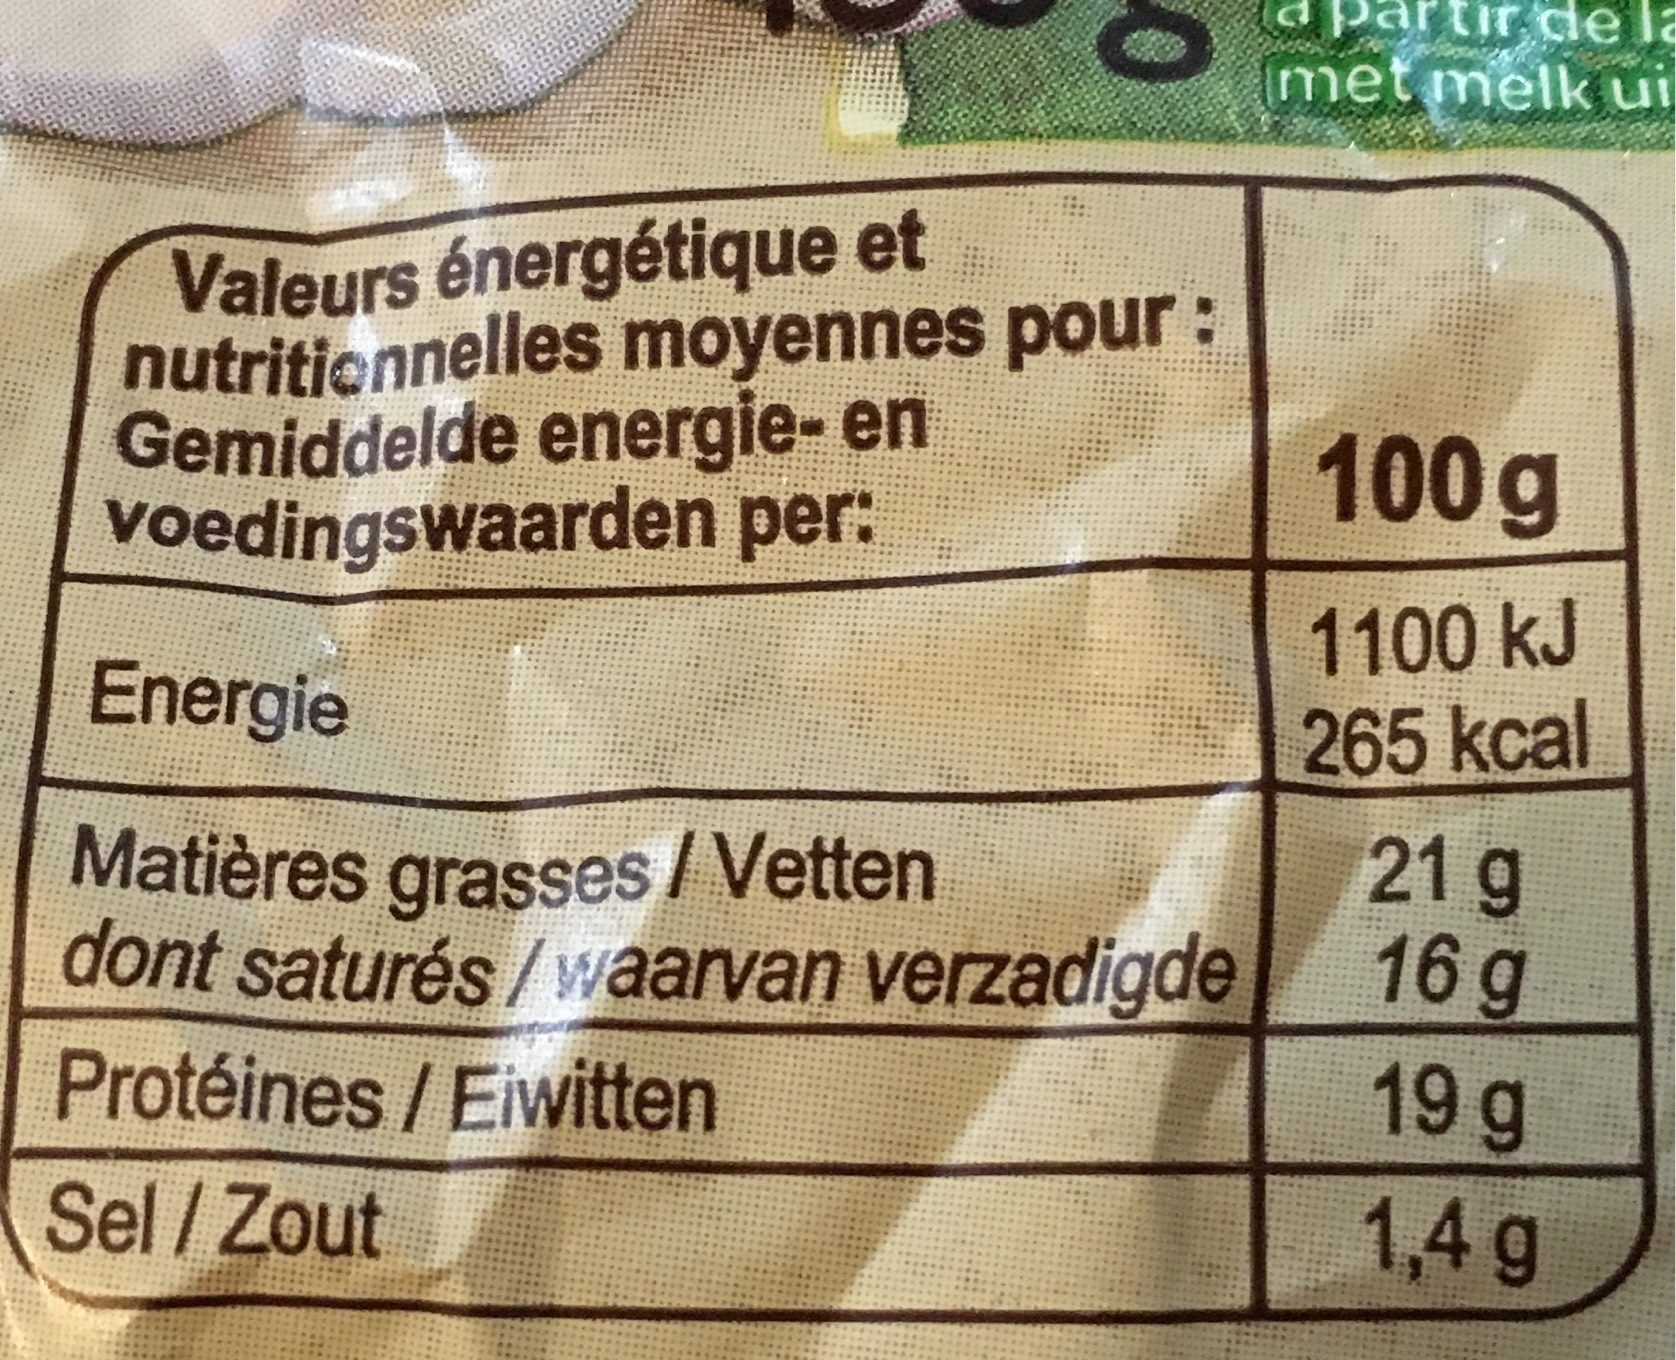 à partir de la
met melk
Valeurs énergétique et
nutritionnelles moyennes pour :
Gemiddelde energie- en
voedingswaarden per:
100 g
Energie
1100 kJ
265 kcal
Matières grasses / Vetten 21 g
dont saturés / waarvan verzadigde 16 g
Protéines / Eiwitten 19 g
Sel / Zout 1,4 g